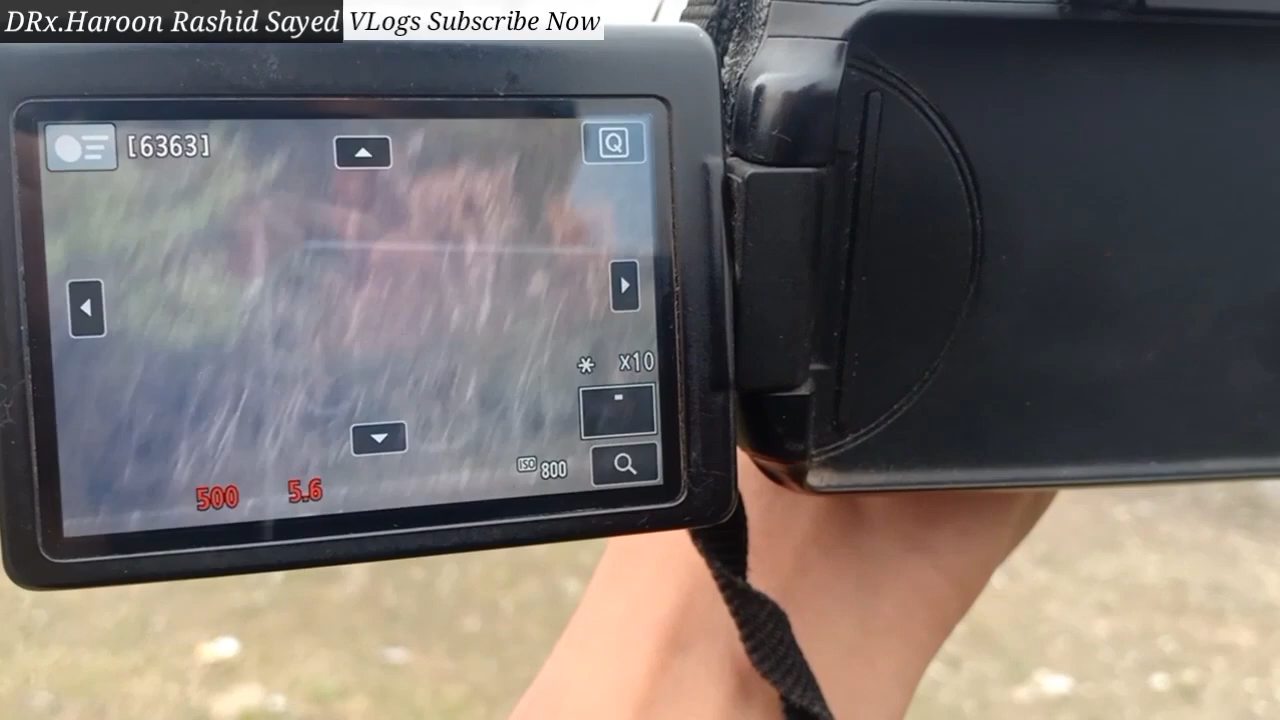 DRx.Haroon Rashid Sayed VLogs Subscribe Now
[6363]
Q
* x10
ISO 800
500 5.6